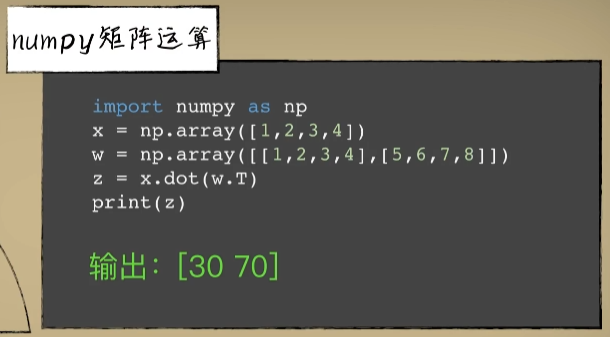 numpy矩阵运算
import numpy as np
x = np.array([1,2,3,4])
w = np.array([[1,2,3,4],[5,6,7,8]])
z = x.dot(w.T)
print(z)
输出：[30 70]